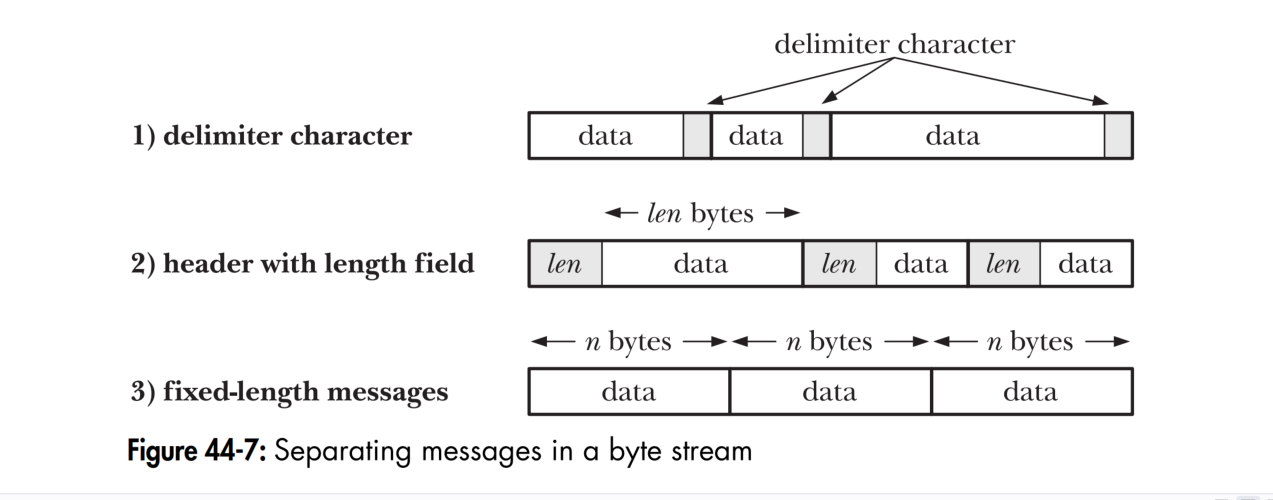 delimiter character
1) delimiter character
data data data
len bytes
2) header with length field
len data len data len data
n bytes n bytes n bytes
3) fixed-length messages
data data data
Figure 44-7: Separating messages in a byte stream